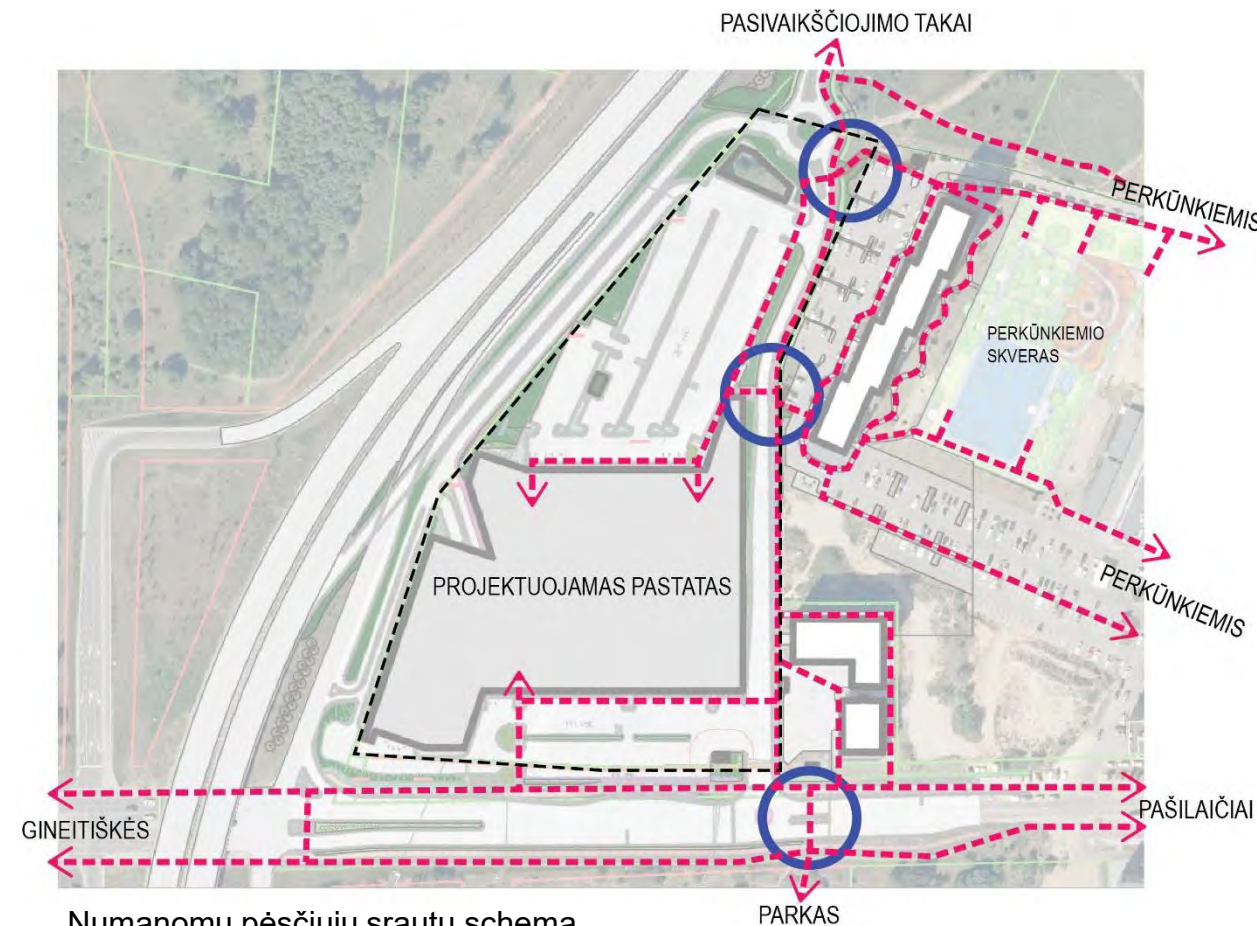 PASIVAIKŠČIOJIMO TAKAI
PERKŪNKIEMIS
PERKŪNKIEMIO
SKVERAS
PROJEKTUOJAMAS PASTATAS
PERKŪNKIEMIS
GINEITIŠKĖS
PAŠILAIČIAI
PARKAS
Numanomų pėsčiųjų srautų schema